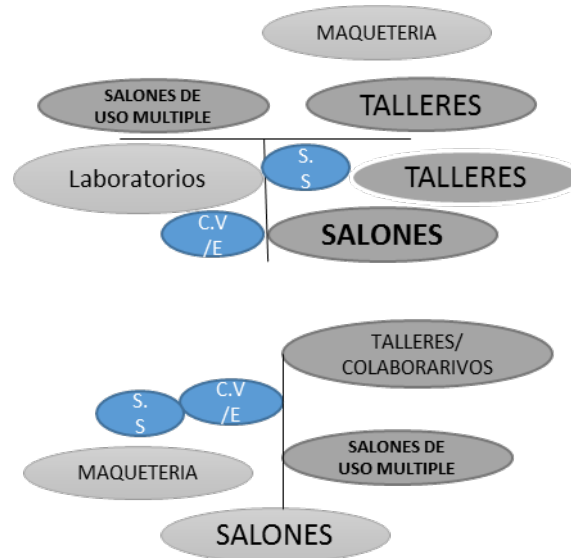 MAQUETERIA
SALONES DE
USO MULTIPLE
TALLERES
Laboratorios
S.
S
TALLERES
C.V
/E
SALONES
TALLERES/
COLABORARIVOS
C.V
/E
S.
S
SALONES DE
USO MULTIPLE
MAQUETERIA
SALONES